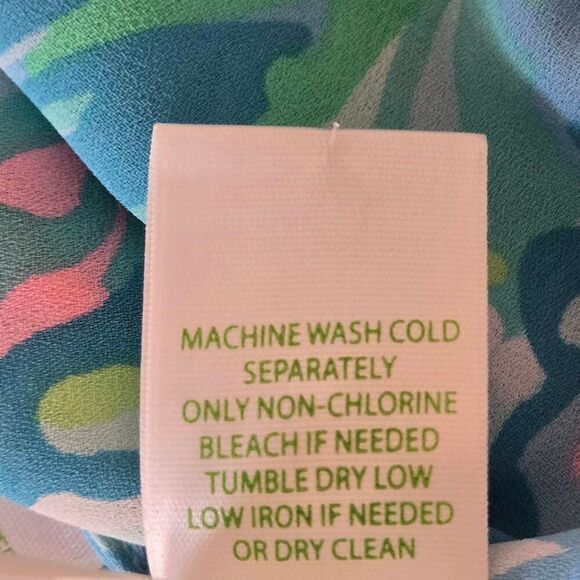 MACHINE WASH COLD
SEPARATELY
ONLY NON-CHLORINE
BLEACH IF NEEDED
TUMBLE DRY LOW
LOW IRON IF NEEDED
OR DRY CLEAN